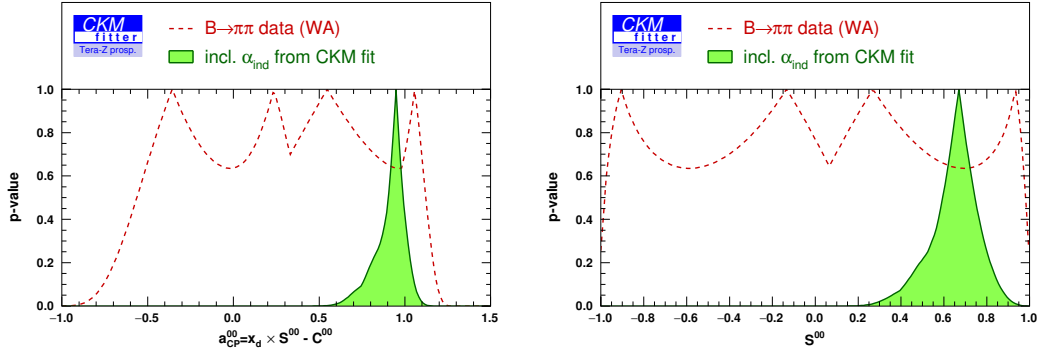 CKM
fitter
Tera-Z prosp.
B→ππ data (WA)
incl. α_ind from CKM fit
1.0
0.8
0.6
0.4
0.2
0.0
p-value
−1.0 −0.5 0.0 0.5 1.0 1.5
a_CP^00=x_d × S^00 - C^00
CKM
fitter
Tera-Z prosp.
B→ππ data (WA)
incl. α_ind from CKM fit
1.0
0.8
0.6
0.4
0.2
0.0
p-value
−1.0 −0.8 −0.6 −0.4 −0.2 0.0 0.2 0.4 0.6 0.8 1.0
S^00